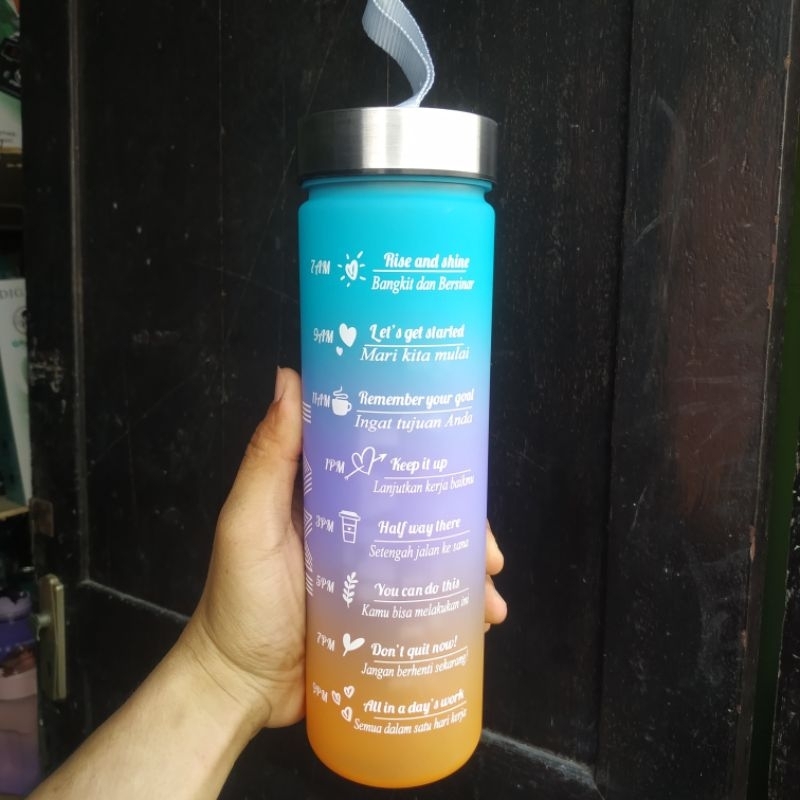 7AM Rise and shine
Bangkit dan Bersinar
9AM Let's get started
Mari kita mulai
11AM Remember your goal
Ingat tujuan Anda
1PM Keep it up
Lanjutkan kerja baikmu
3PM Half way there
Setengah jalan ke sana
5PM You can do this
Kamu bisa melakukan ini
7PM Don't quit now!
Jangan berhenti sekarang!
9PM All in a day's work
Semua dalam satu hari kerja